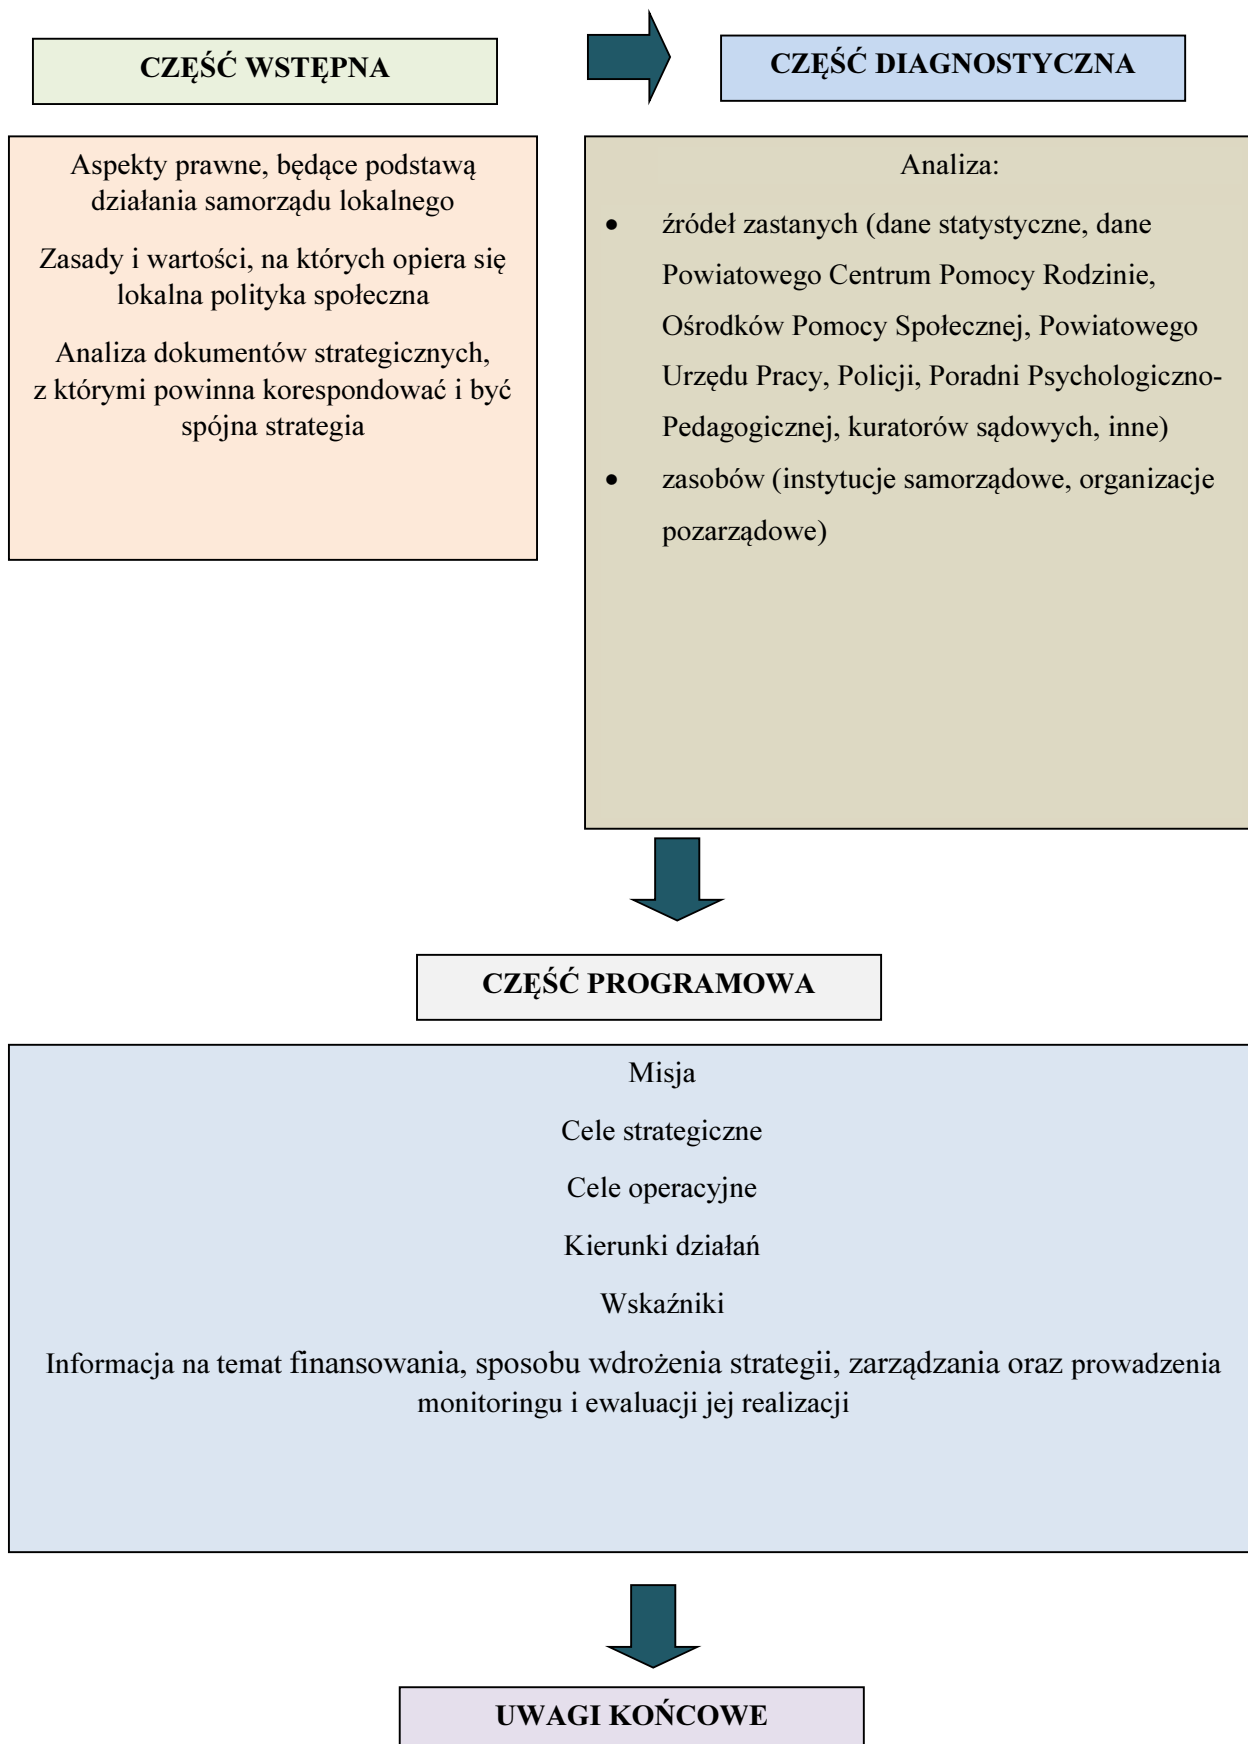 CZĘŚĆ WSTĘPNA
Aspekty prawne, będące podstawą
działania samorządu lokalnego
Zasady i wartości, na których opiera się
lokalna polityka społeczna
Analiza dokumentów strategicznych,
z którymi powinna korespondować i być
spójna strategia
CZĘŚĆ DIAGNOSTYCZNA
Analiza:
• źródeł zastanych (dane statystyczne, dane
Powiatowego Centrum Pomocy Rodzinie,
Ośrodków Pomocy Społecznej, Powiatowego
Urzędu Pracy, Policji, Poradni Psychologiczno-
Pedagogicznej, kuratorów sądowych, inne)
• zasobów (instytucje samorządowe, organizacje
pozarządowe)
CZĘŚĆ PROGRAMOWA
Misja
Cele strategiczne
Cele operacyjne
Kierunki działań
Wskaźniki
Informacja na temat finansowania, sposobu wdrożenia strategii, zarządzania oraz prowadzenia
monitoringu i ewaluacji jej realizacji
UWAGI KOŃCOWE